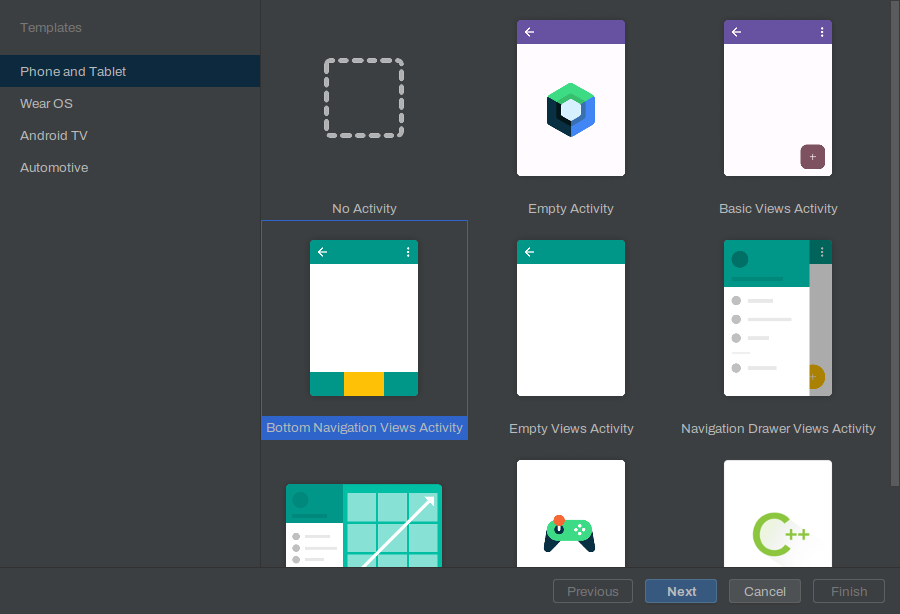 Templates
Phone and Tablet
Wear OS
Android TV
Automotive
No Activity
Empty Activity
Basic Views Activity
Bottom Navigation Views Activity
Empty Views Activity
Navigation Drawer Views Activity
C++
Previous
Next
Cancel
Finish